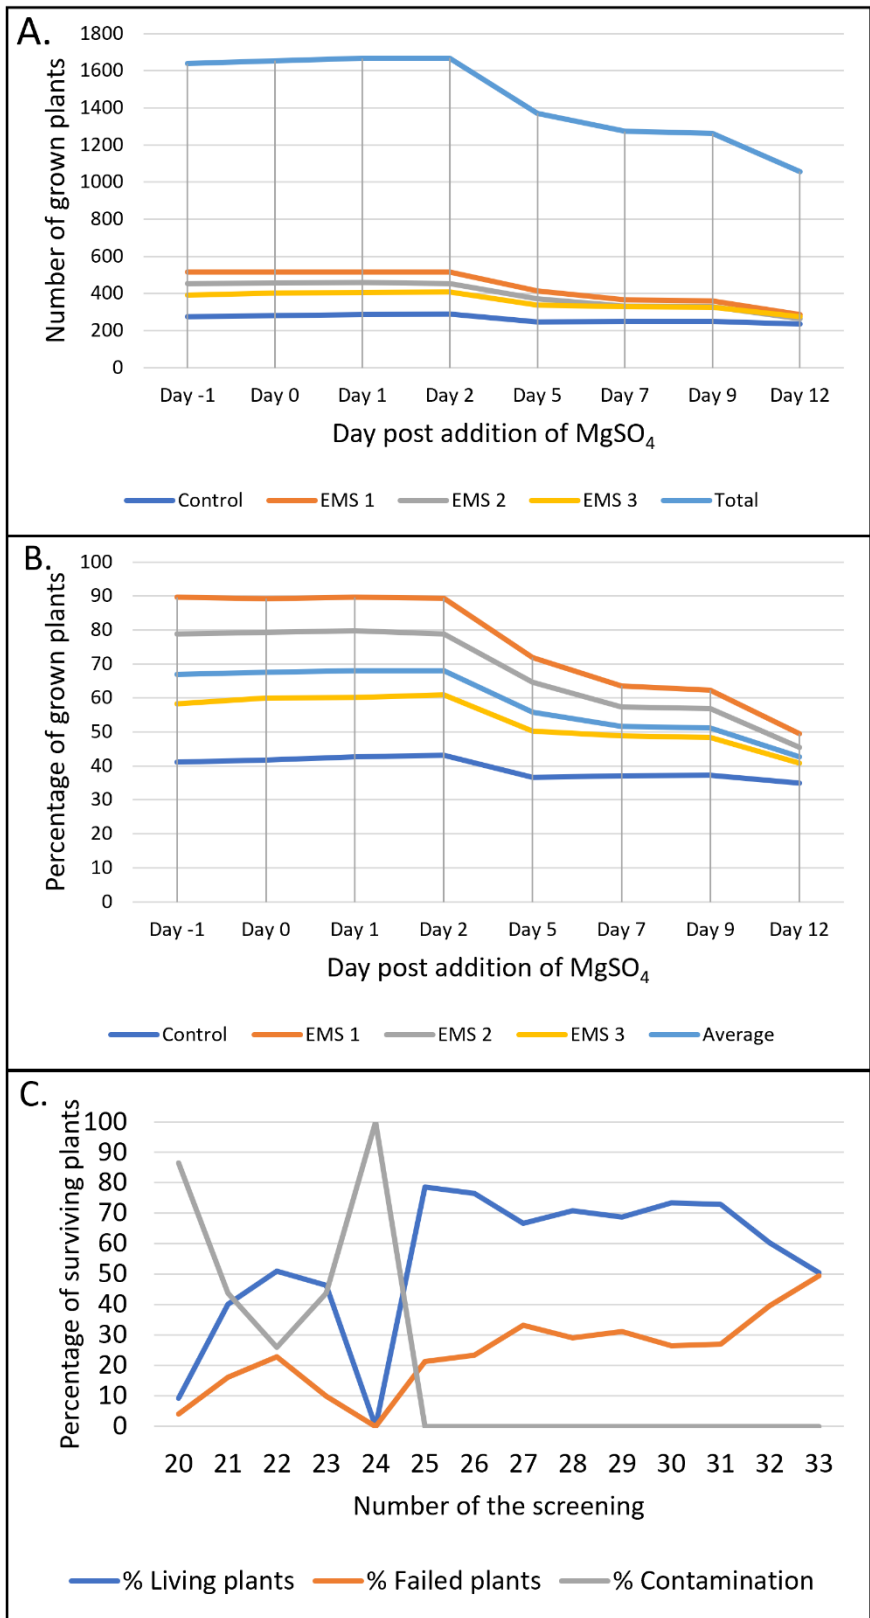 A.
Number of grown plants
1800
1600
1400
1200
1000
800
600
400
200
0
Day -1 Day 0 Day 1 Day 2 Day 5 Day 7 Day 9 Day 12
Day post addition of MgSO₄
Control EMS 1 EMS 2 EMS 3 Total
B.
Percentage of grown plants
100
90
80
70
60
50
40
30
20
10
0
Day -1 Day 0 Day 1 Day 2 Day 5 Day 7 Day 9 Day 12
Day post addition of MgSO₄
Control EMS 1 EMS 2 EMS 3 Average
C.
Percentage of surviving plants
100
90
80
70
60
50
40
30
20
10
0
20 21 22 23 24 25 26 27 28 29 30 31 32 33
Number of the screening
% Living plants % Failed plants % Contamination